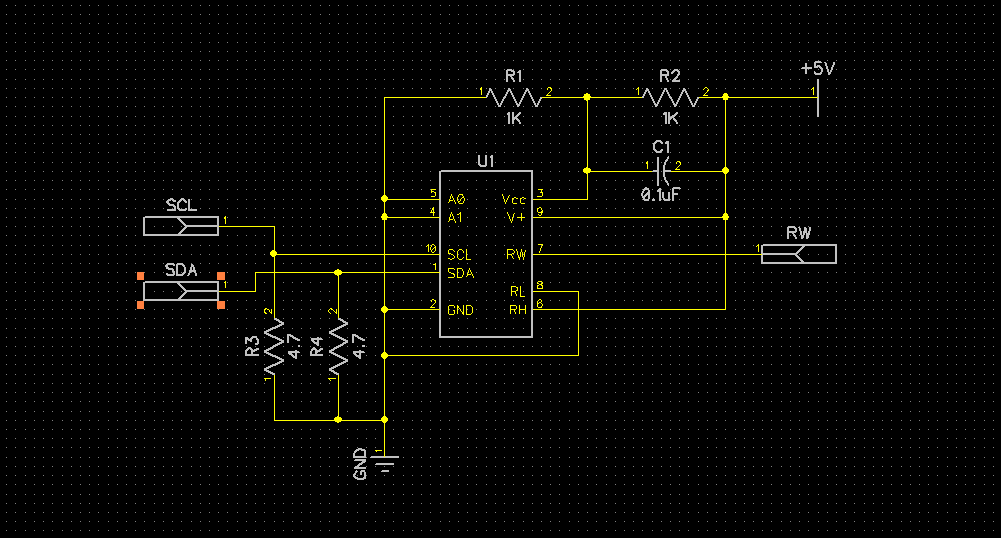 +5V
1
R1
1 2
1K
R2
1 2
1K
C1
1 2
0.1uF
U1
5 A0 Vcc 3
4 A1 V+ 9
10 SCL RW 7
1 SDA
RL 8
2 GND RH 6
SCL
1
SDA
1
RW
1
R3
2
4.7
1
R4
2
4.7
1
GND
1